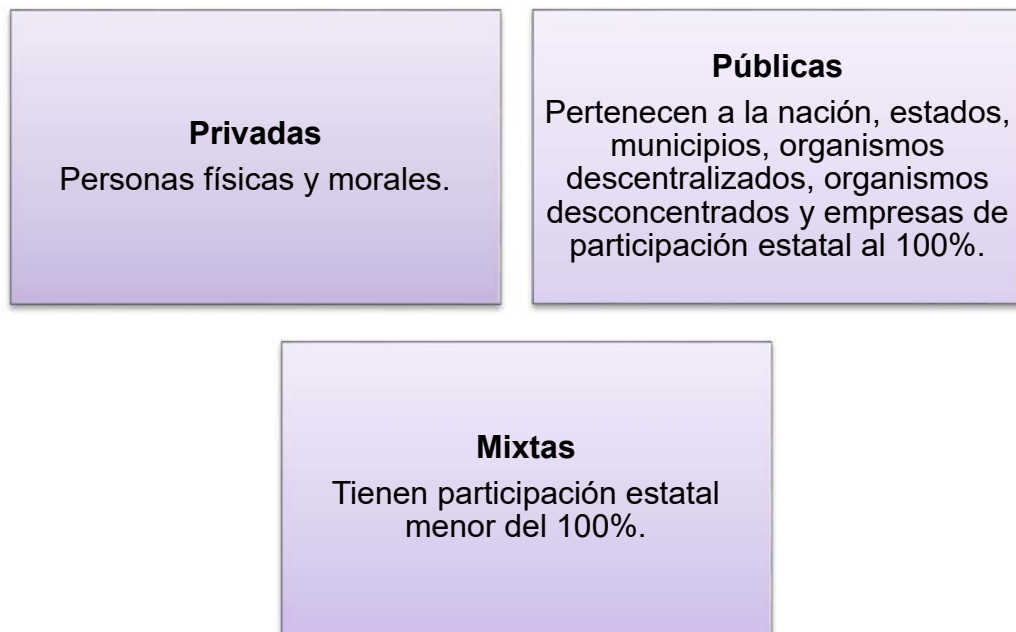 Privadas
Personas físicas y morales.
Públicas
Pertenecen a la nación, estados,
municipios, organismos
descentralizados, organismos
desconcentrados y empresas de
participación estatal al 100%.
Mixtas
Tienen participación estatal
menor del 100%.